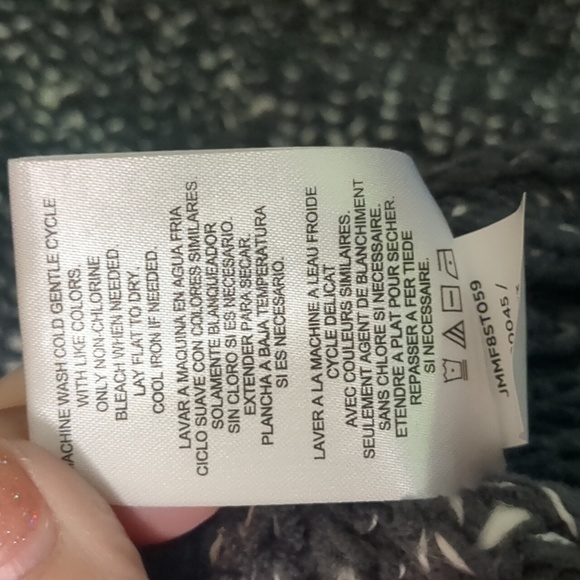 MACHINE WASH COLD GENTLE CYCLE
WITH LIKE COLORS.
ONLY NON-CHLORINE
BLEACH WHEN NEEDED.
LAY FLAT TO DRY.
COOL IRON IF NEEDED.
LAVAR A MAQUINA EN AGUA FRIA
CICLO SUAVE CON COLORES SIMILARES.
SOLAMENTE BLANQUEADOR
SIN CLORO SI ES NECESARIO.
EXTENDER PARA SECAR.
PLANCHA A BAJA TEMPERATURA
SI ES NECESARIO.
LAVER A LA MACHINE A L'EAU FROIDE
CYCLE DELICAT
AVEC COULEURS SIMILAIRES.
SEULEMENT AGENT DE BLANCHIMENT
SANS CHLORE SI NECESSAIRE.
ETENDRE A PLAT POUR SECHER.
REPASSER A FER TIEDE
SI NECESSAIRE.
JMMF85T059